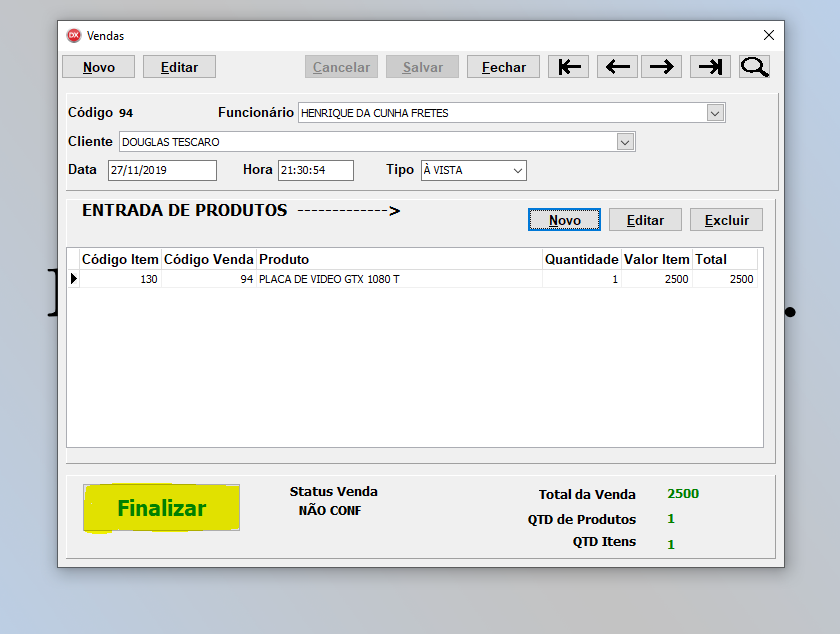 DX Vendas
Novo Editar Cancelar Salvar Fechar
Código 94 Funcionário HENRIQUE DA CUNHA FRETES
Cliente DOUGLAS TESCARO
Data 27/11/2019 Hora 21:30:54 Tipo À VISTA
ENTRADA DE PRODUTOS ------------->
Novo Editar Excluir
Código Item Código Venda Produto Quantidade Valor Item Total
130 94 PLACA DE VIDEO GTX 1080 T 1 2500 2500
Finalizar
Status Venda
NÃO CONF
Total da Venda 2500
QTD de Produtos 1
QTD Itens 1